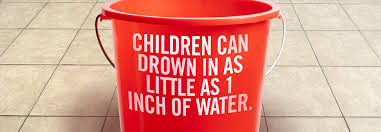 CHILDREN CAN
DROWN IN AS
LITTLE AS 1
INCH OF WATER.